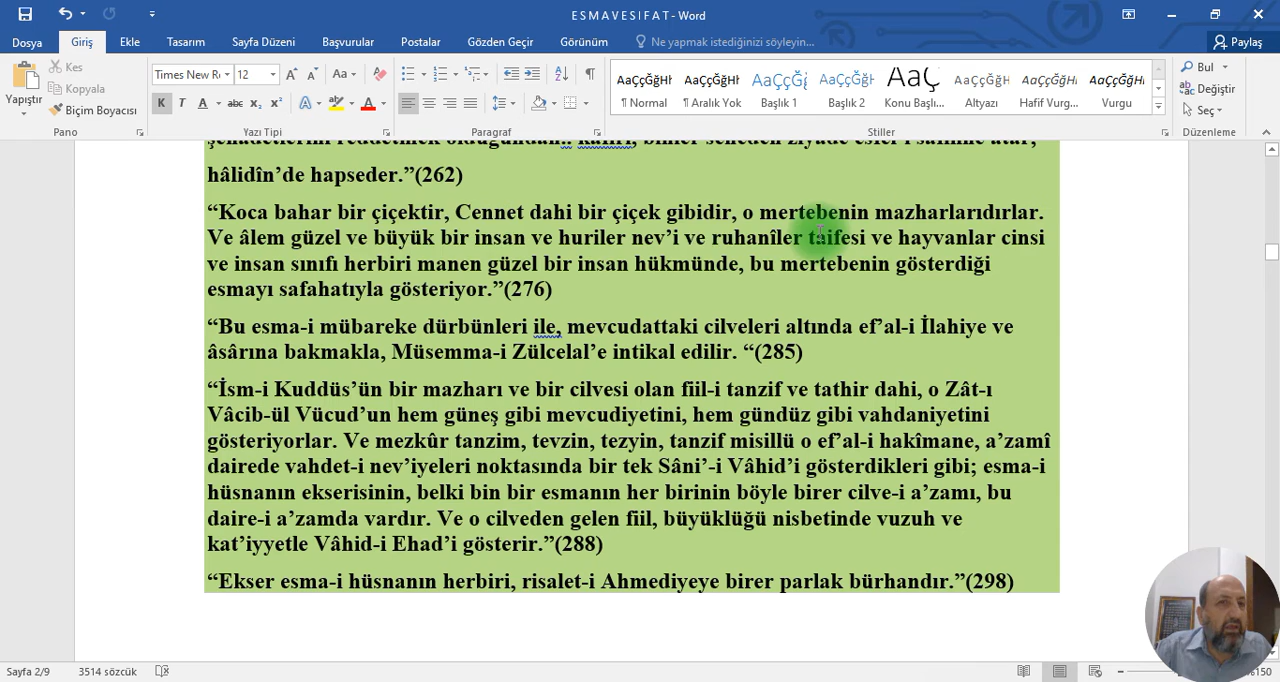 E S M A V E S I F A T - Word
Dosya
Giriş
Ekle
Tasarım
Sayfa Düzeni
Başvurular
Postalar
Gözden Geçir
Görünüm
Ne yapmak istediğinizi söyleyin...
Paylaş
Yapıştır
Kes
Kopyala
Biçim Boyacısı
Times New Ro
12
Aa
K T A abc x₂ x²
AaÇçĞğHł
¶ Normal
AaÇçĞğHł
¶ Aralık Yok
AaÇçĞğ
Başlık 1
AaÇçĞğH
Başlık 2
AaÇ
Konu Başlı...
AaÇçĞğH
Altyazı
AaÇçĞğHł
Hafif Vurg...
AaÇçĞğHł
Vurgu
Bul
Değiştir
Seç
Pano
Yazı Tipi
Paragraf
Stiller
Düzenleme
hâlidîn’de hapseder.”(262)
“Koca bahar bir çiçektir, Cennet dahi bir çiçek gibidir, o mertebenin mazharlarıdırlar.
Ve âlem güzel ve büyük bir insan ve huriler nev’i ve ruhanîler taifesi ve hayvanlar cinsi
ve insan sınıfı herbiri manen güzel bir insan hükmünde, bu mertebenin gösterdiği
esmayı safahatıyla gösteriyor.”(276)
“Bu esma-i mübareke dürbünleri ile, mevcudattaki cilveleri altında ef’al-i İlahiye ve
âsârına bakmakla, Müsemma-i Zülcelal’e intikal edilir. “(285)
“İsm-i Kuddüs’ün bir mazharı ve bir cilvesi olan fiil-i tanzif ve tathir dahi, o Zât-ı
Vâcib-ül Vücud’un hem güneş gibi mevcudiyetini, hem gündüz gibi vahdaniyetini
gösteriyorlar. Ve mezkûr tanzim, tevzin, tezyin, tanzif misillü o ef’al-i hakîmane, a’zamî
dairede vahdet-i nev’iyeleri noktasında bir tek Sâni’-i Vâhid’i gösterdikleri gibi; esma-i
hüsnanın ekserisinin, belki bin bir esmanın her birinin böyle birer cilve-i a’zamı, bu
daire-i a’zamda vardır. Ve o cilveden gelen fiil, büyüklüğü nisbetinde vuzuh ve
kat’iyyetle Vâhid-i Ehad’i gösterir.”(288)
“Ekser esma-i hüsnanın herbiri, risalet-i Ahmediyeye birer parlak bürhandır.”(298)
Sayfa 2/9
3514 sözcük
%150